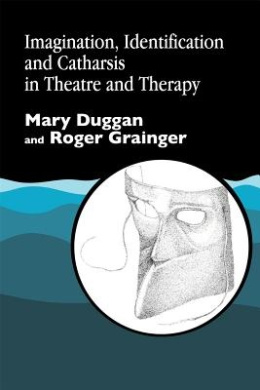 Imagination, Identification
and Catharsis
in Theatre and Therapy
Mary Duggan
and Roger Grainger